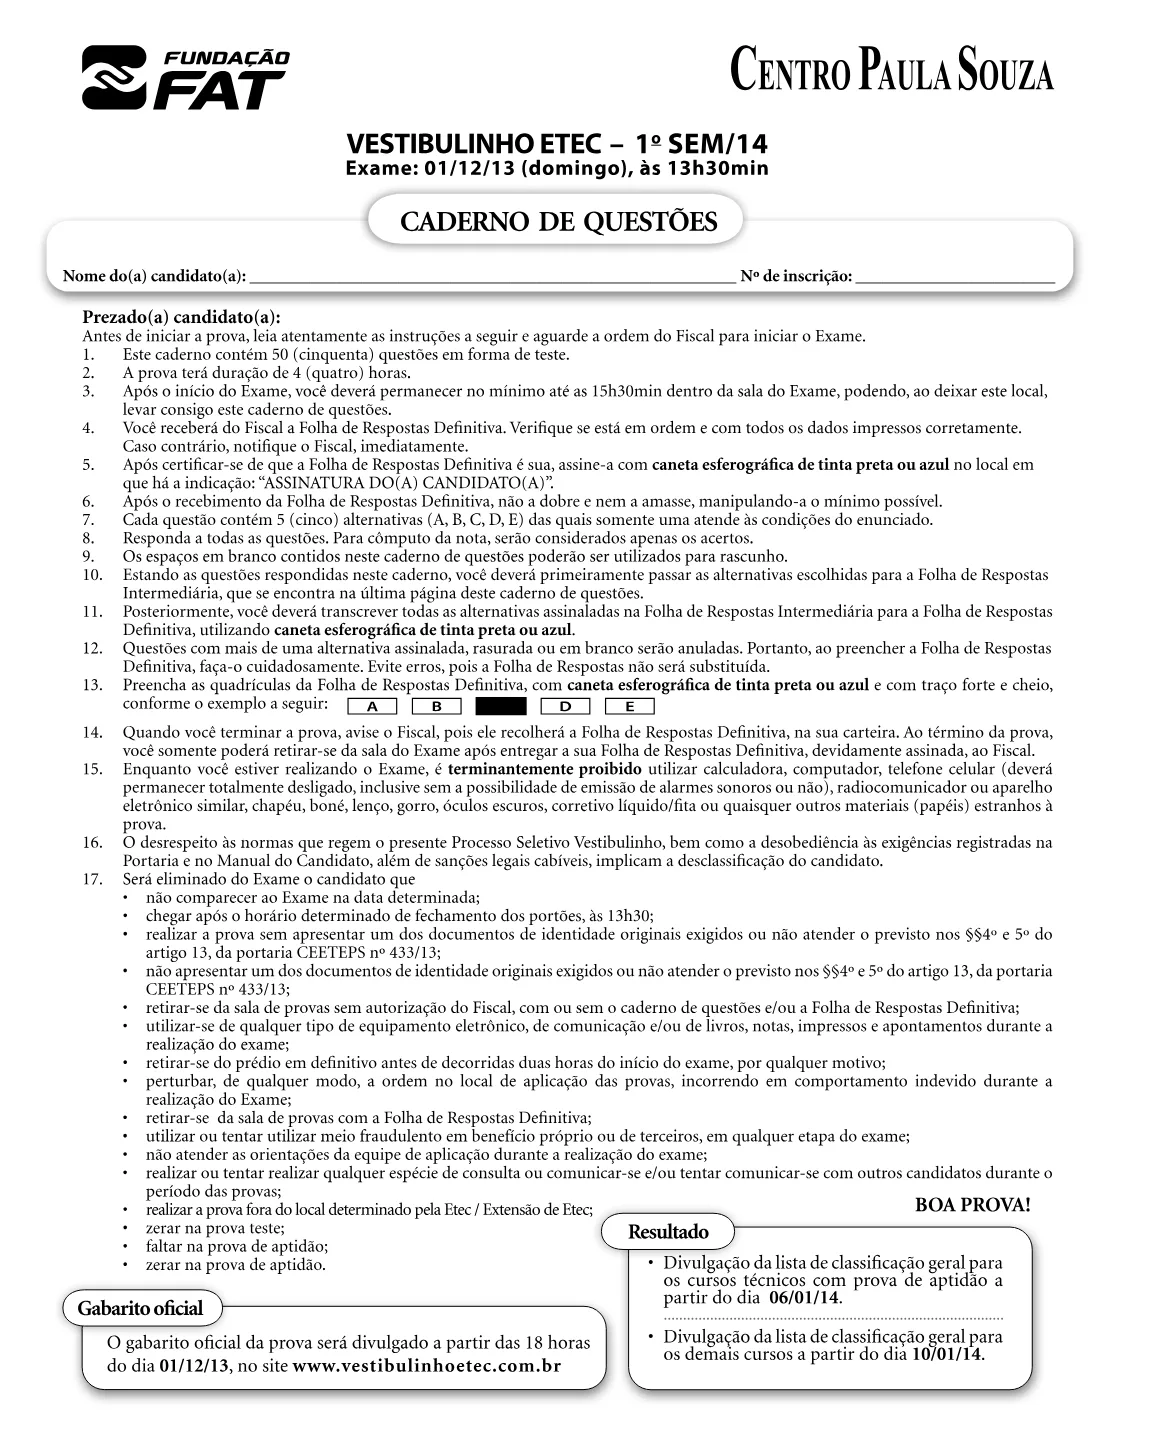 FUNDAÇÃO
FAT
CENTRO PAULA SOUZA
VESTIBULINHO ETEC – 1º SEM/14
Exame: 01/12/13 (domingo), às 13h30min
CADERNO DE QUESTÕES
Nome do(a) candidato(a): ________________ Nº de inscrição: ________________
Prezado(a) candidato(a):
Antes de iniciar a prova, leia atentamente as instruções a seguir e aguarde a ordem do Fiscal para iniciar o Exame.
1. Este caderno contém 50 (cinquenta) questões em forma de teste.
2. A prova terá duração de 4 (quatro) horas.
3. Após o início do Exame, você deverá permanecer no mínimo até as 15h30min dentro da sala do Exame, podendo, ao deixar este local,
levar consigo este caderno de questões.
4. Você receberá do Fiscal a Folha de Respostas Definitiva. Verifique se está em ordem e com todos os dados impressos corretamente.
Caso contrário, notifique o Fiscal, imediatamente.
5. Após certificar-se de que a Folha de Respostas Definitiva é sua, assine-a com caneta esferográfica de tinta preta ou azul no local em
que há a indicação: “ASSINATURA DO(A) CANDIDATO(A)”.
6. Após o recebimento da Folha de Respostas Definitiva, não a dobre e nem a amasse, manipulando-a o mínimo possível.
7. Cada questão contém 5 (cinco) alternativas (A, B, C, D, E) das quais somente uma atende às condições do enunciado.
8. Responda a todas as questões. Para cômputo da nota, serão considerados apenas os acertos.
9. Os espaços em branco contidos neste caderno de questões poderão ser utilizados para rascunho.
10. Estando as questões respondidas neste caderno, você deverá primeiramente passar as alternativas escolhidas para a Folha de Respostas
Intermediária, que se encontra na última página deste caderno de questões.
11. Posteriormente, você deverá transcrever todas as alternativas assinaladas na Folha de Respostas Intermediária para a Folha de Respostas
Definitiva, utilizando caneta esferográfica de tinta preta ou azul.
12. Questões com mais de uma alternativa assinalada, rasurada ou em branco serão anuladas. Portanto, ao preencher a Folha de Respostas
Definitiva, faça-o cuidadosamente. Evite erros, pois a Folha de Respostas não será substituída.
13. Preencha as quadrículas da Folha de Respostas Definitiva, com caneta esferográfica de tinta preta ou azul e com traço forte e cheio,
conforme o exemplo a seguir: A B D E
14. Quando você terminar a prova, avise o Fiscal, pois ele recolherá a Folha de Respostas Definitiva, na sua carteira. Ao término da prova,
você somente poderá retirar-se da sala do Exame após entregar a sua Folha de Respostas Definitiva, devidamente assinada, ao Fiscal.
15. Enquanto você estiver realizando o Exame, é terminantemente proibido utilizar calculadora, computador, telefone celular (deverá
permanecer totalmente desligado, inclusive sem a possibilidade de emissão de alarmes sonoros ou não), radiocomunicador ou aparelho
eletrônico similar, chapéu, boné, lenço, gorro, óculos escuros, corretivo líquido/fita ou quaisquer outros materiais (papéis) estranhos à
prova.
16. O desrespeito às normas que regem o presente Processo Seletivo Vestibulinho, bem como a desobediência às exigências registradas na
Portaria e no Manual do Candidato, além de sanções legais cabíveis, implicam a desclassificação do candidato.
17. Será eliminado do Exame o candidato que
• não comparecer ao Exame na data determinada;
• chegar após o horário determinado de fechamento dos portões, às 13h30;
• realizar a prova sem apresentar um dos documentos de identidade originais exigidos ou não atender o previsto nos §§4º e 5º do
artigo 13, da portaria CEETEPS nº 433/13;
• não apresentar um dos documentos de identidade originais exigidos ou não atender o previsto nos §§4º e 5º do artigo 13, da portaria
CEETEPS nº 433/13;
• retirar-se da sala de provas sem autorização do Fiscal, com ou sem o caderno de questões e/ou a Folha de Respostas Definitiva;
• utilizar-se de qualquer tipo de equipamento eletrônico, de comunicação e/ou de livros, notas, impressos e apontamentos durante a
realização do exame;
• retirar-se do prédio em definitivo antes de decorridas duas horas do início do exame, por qualquer motivo;
• perturbar, de qualquer modo, a ordem no local de aplicação das provas, incorrendo em comportamento indevido durante a
realização do Exame;
• retirar-se da sala de provas com a Folha de Respostas Definitiva;
• utilizar ou tentar utilizar meio fraudulento em benefício próprio ou de terceiros, em qualquer etapa do exame;
• não atender as orientações da equipe de aplicação durante a realização do exame;
• realizar ou tentar realizar qualquer espécie de consulta ou comunicar-se e/ou tentar comunicar-se com outros candidatos durante o
período das provas;
• realizar a prova fora do local determinado pela Etec / Extensão de Etec;
• zerar na prova teste;
• faltar na prova de aptidão;
• zerar na prova de aptidão.
BOA PROVA!
Gabarito oficial
O gabarito oficial da prova será divulgado a partir das 18 horas
do dia 01/12/13, no site www.vestibulinhoetec.com.br
Resultado
• Divulgação da lista de classificação geral para
os cursos técnicos com prova de aptidão a
partir do dia 06/01/14.
• Divulgação da lista de classificação geral para
os demais cursos a partir do dia 10/01/14.